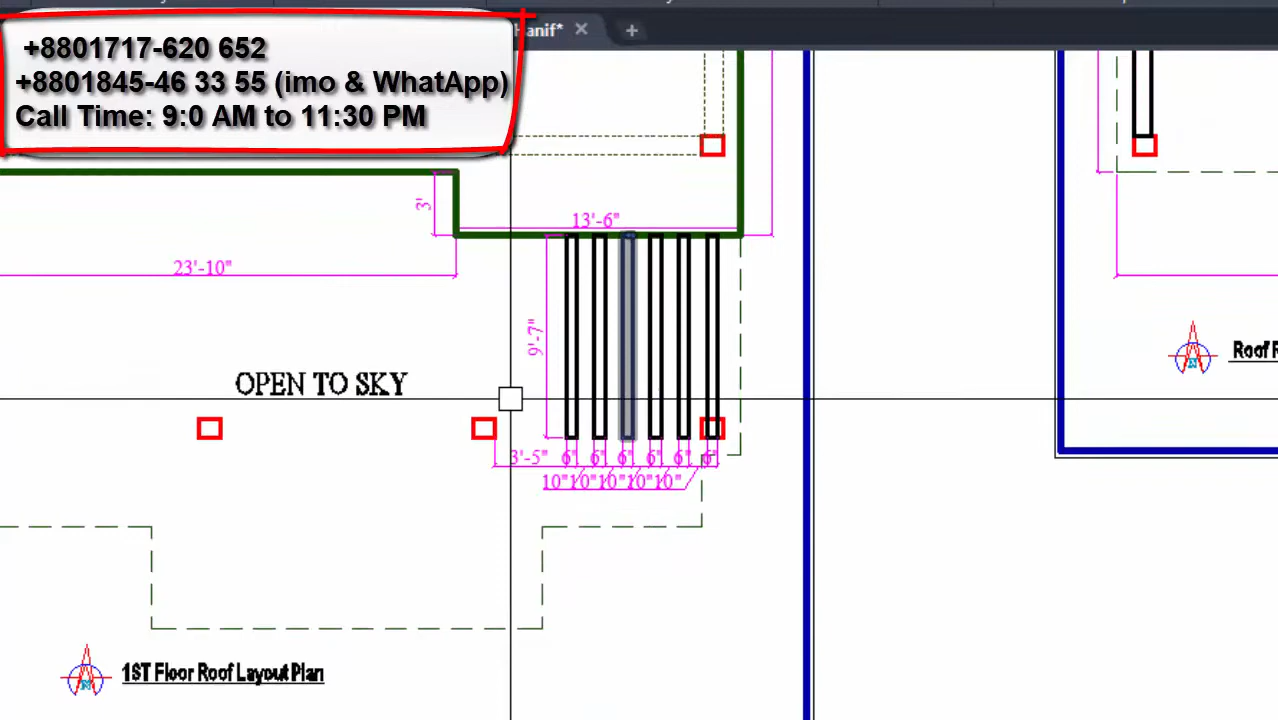 +8801717-620 652
+8801845-46 33 55 (imo & WhatApp)
Call Time: 9:0 AM to 11:30 PM
3'
13'-6"
23'-10"
9'-7"
OPEN TO SKY
3'-5" 6" 6" 6" 6" 6" 6"
10"10"10"10"10"
1ST Floor Roof Layout Plan
Roof